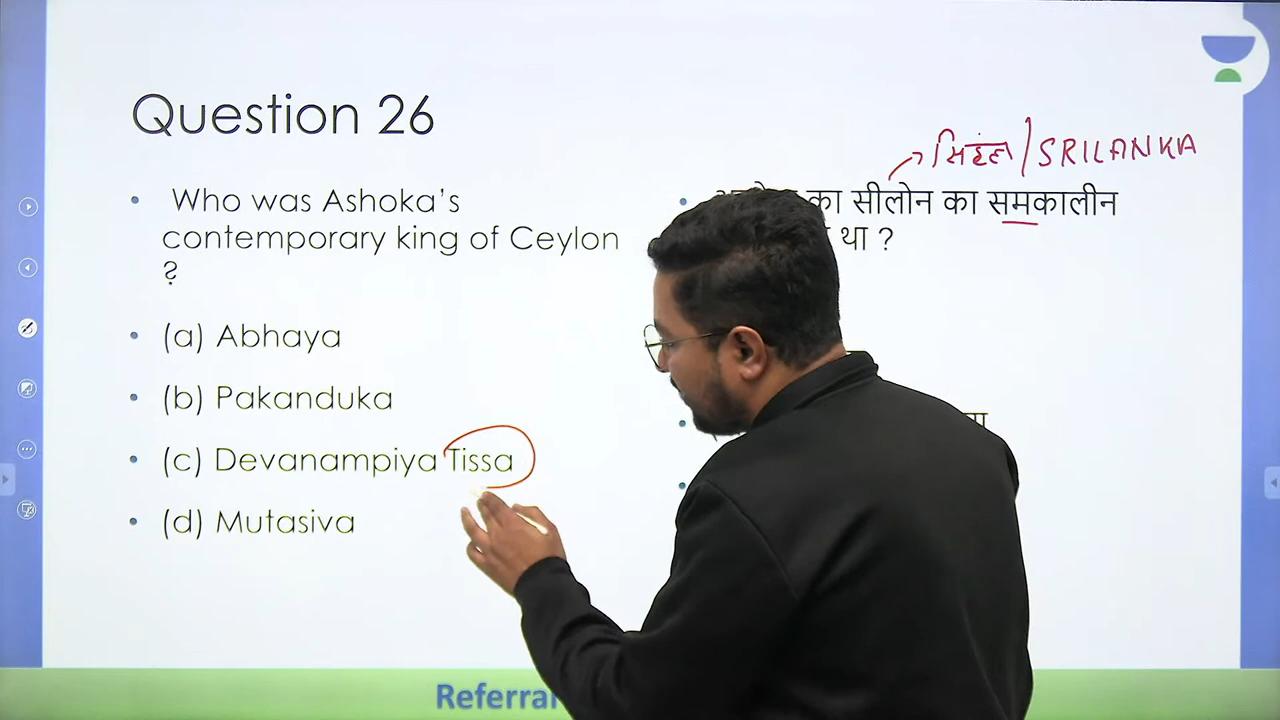 Question 26
Who was Ashoka's
contemporary king of Ceylon
?
(a) Abhaya
(b) Pakanduka
(c) Devanampiya Tissa
(d) Mutasiva
सिंहल / SRILANKA
का सीलोन का समकालीन
था ?
Referral